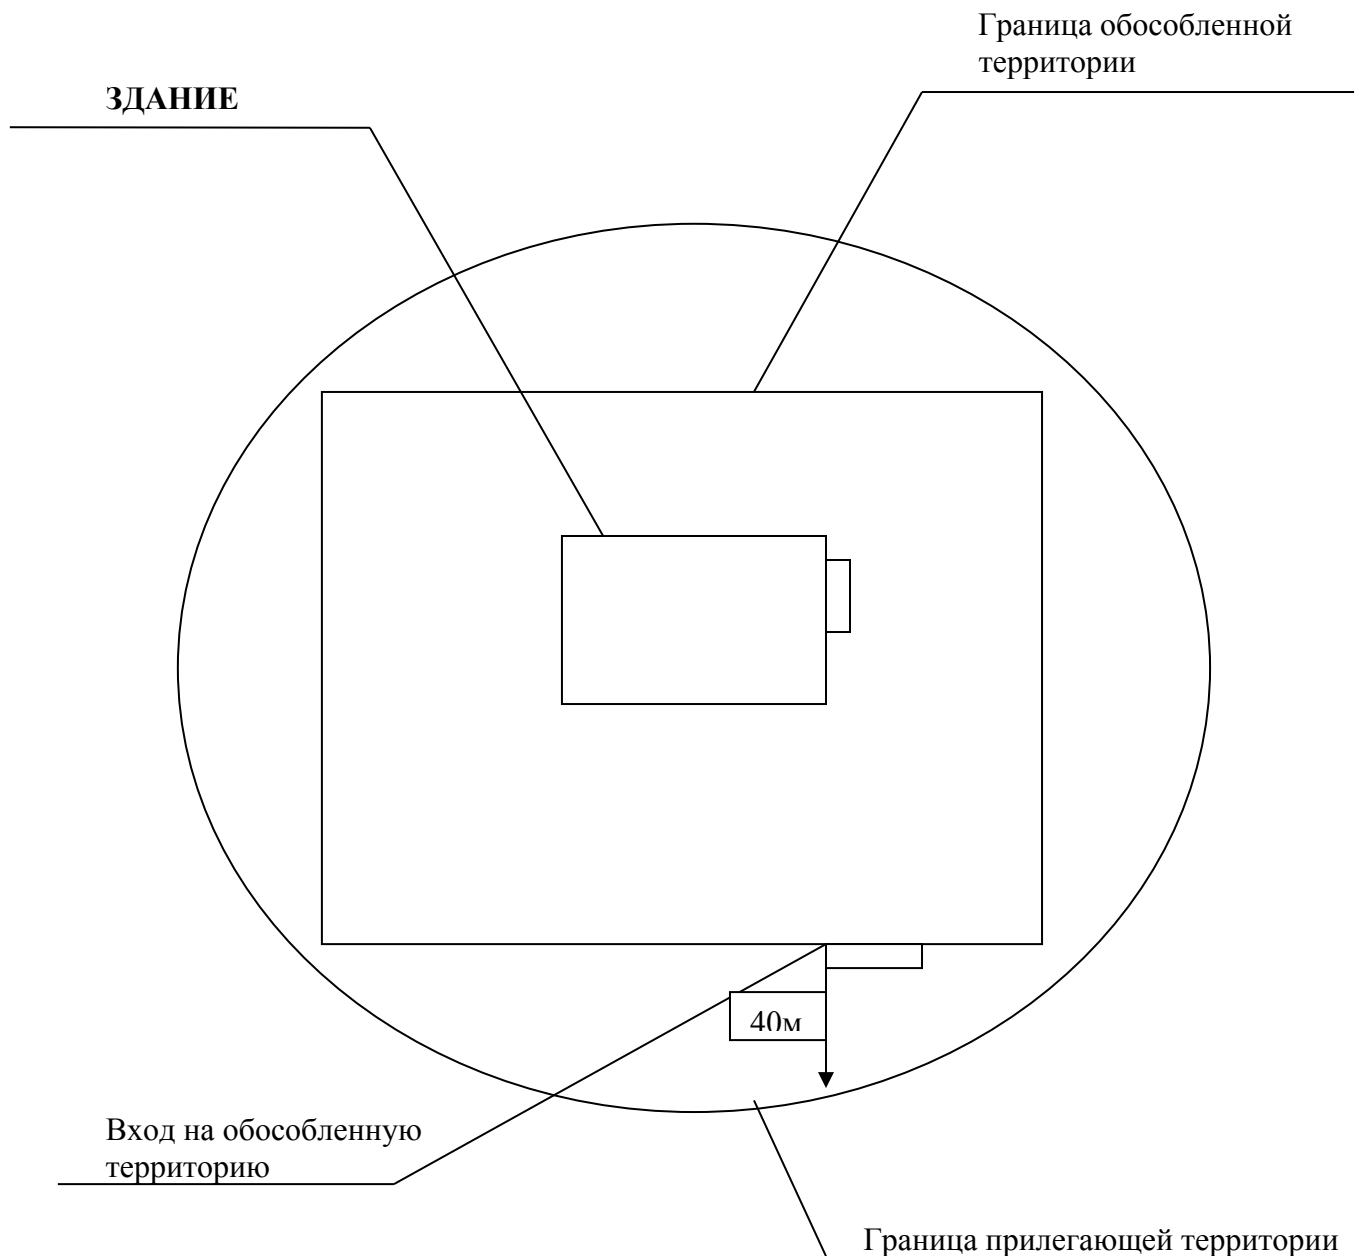 Граница обособленной
территории
ЗДАНИЕ
40м
Вход на обособленную
территорию
Граница прилегающей территории